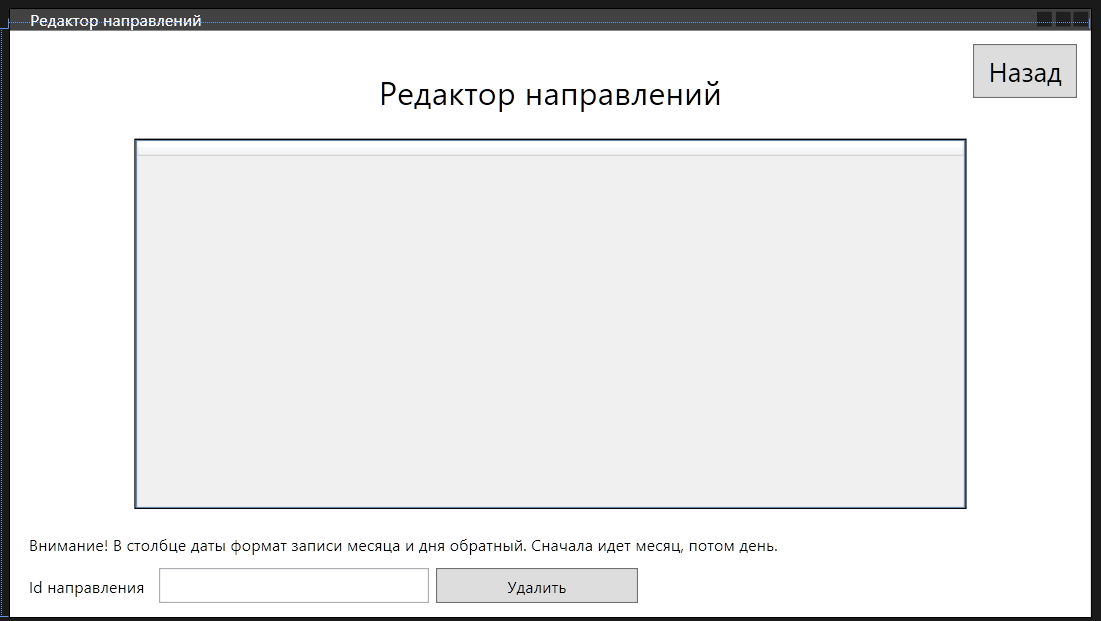 Редактор направлений
Назад
Редактор направлений
Внимание! В столбце даты формат записи месяца и дня обратный. Сначала идет месяц, потом день.
Id направления
Удалить